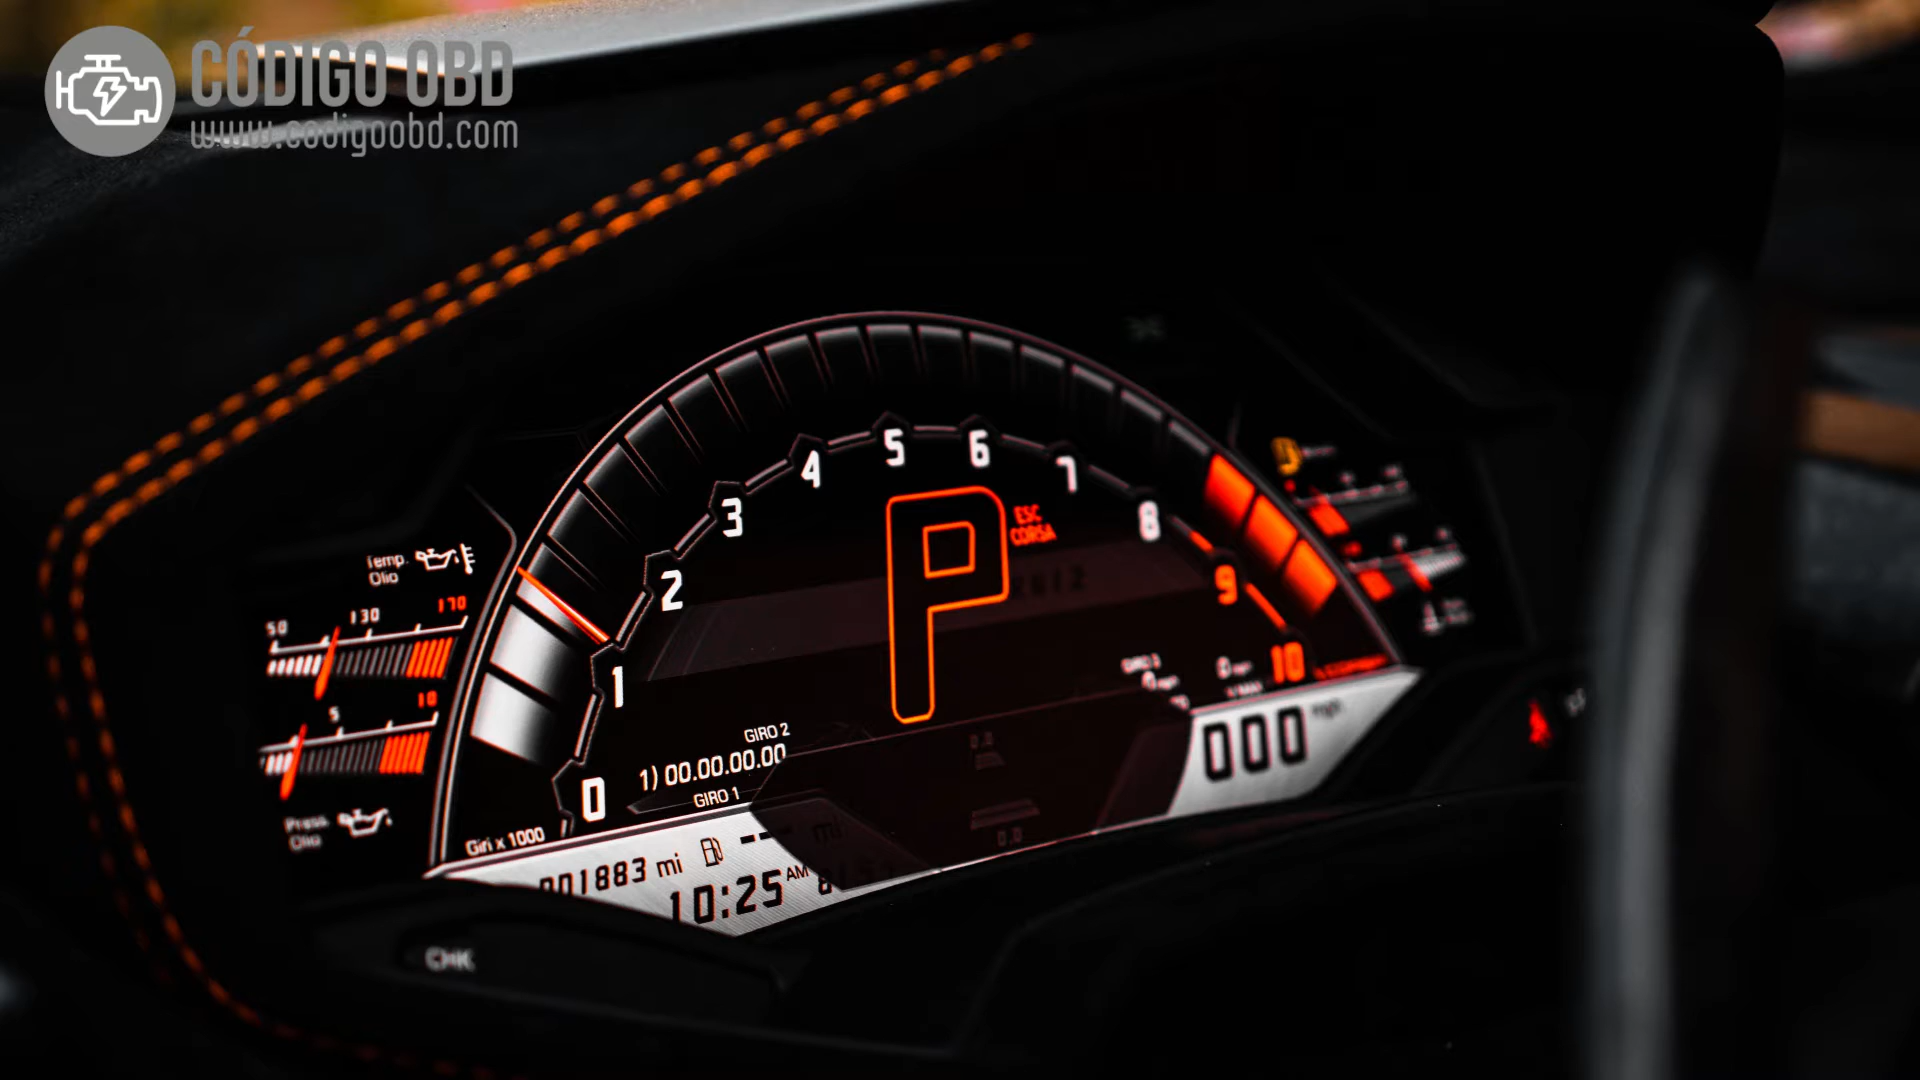 CÓDIGO OBD
www.codigoobd.com
5
6
4
7
3
8
ESC
CORSA
2
9
1
10
0
P
Temp.
Olio
50
130
170
5
10
Press.
Olio
GIRO 2
1) 00.00.00.00
GIRO 1
Giri x 1000
000
001883 mi
10:25 AM
CHK